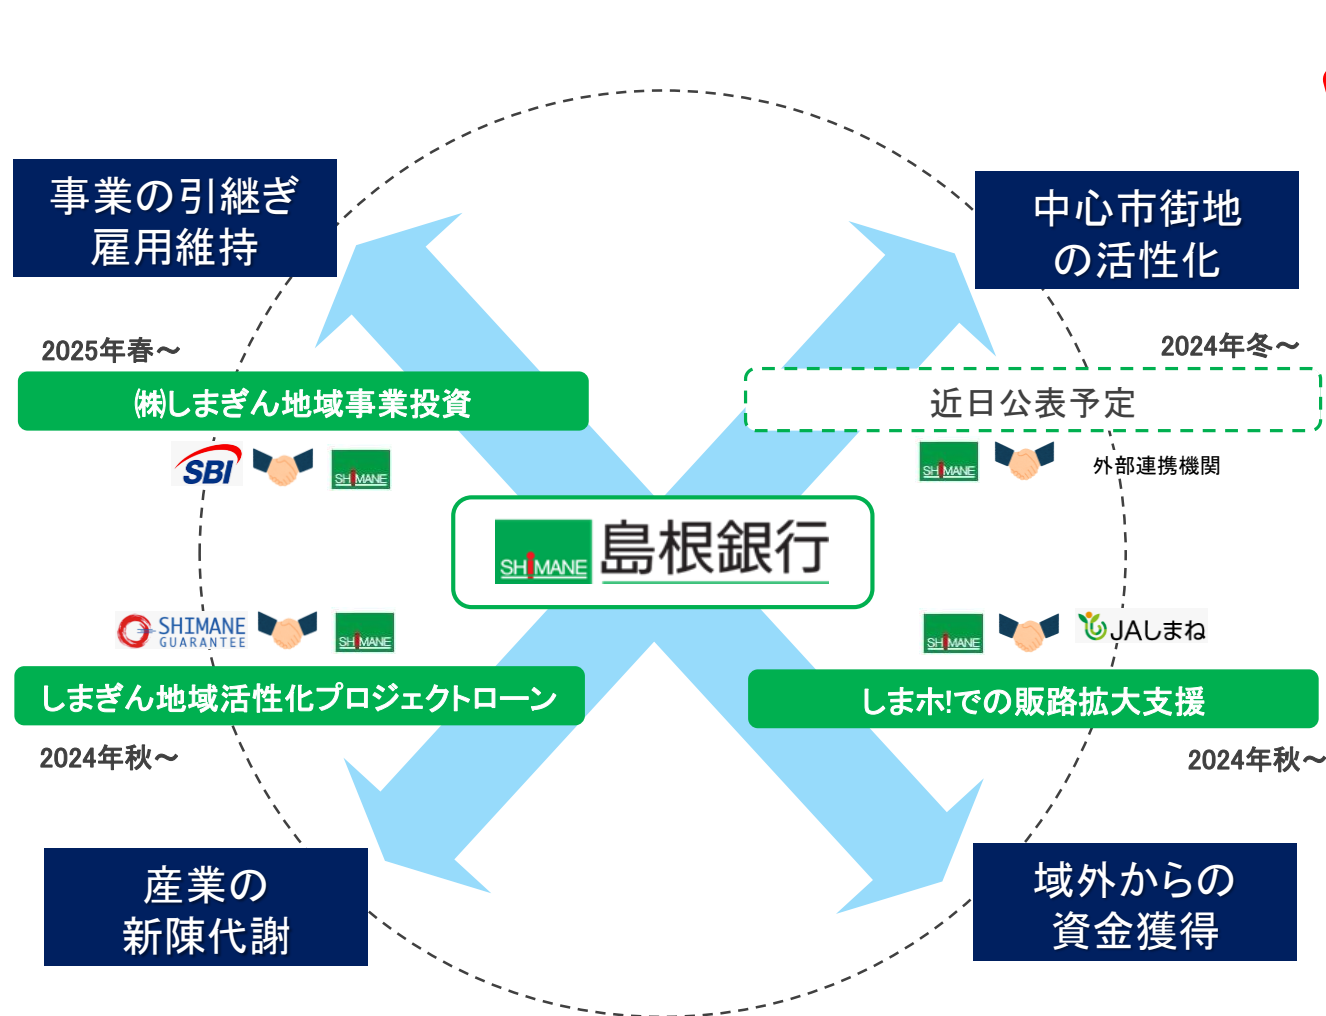 事業の引継ぎ
雇用維持
中心市街地
の活性化
2025年春～
2024年冬～
㈱しまぎん地域事業投資
近日公表予定
SBI
SHIMANE
SHIMANE
外部連携機関
SHIMANE
島根銀行
SHIMANE
GUARANTEE
SHIMANE
SHIMANE
JAしまね
しまぎん地域活性化プロジェクトローン
しまホ!での販路拡大支援
2024年秋～
2024年秋～
産業の
新陳代謝
域外からの
資金獲得